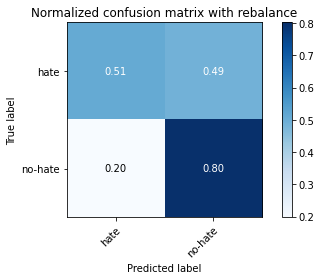 Normalized confusion matrix with rebalance
True label
hate
no-hate
0.51 0.49
0.20 0.80
hate no-hate
Predicted label
0.8
0.7
0.6
0.5
0.4
0.3
0.2